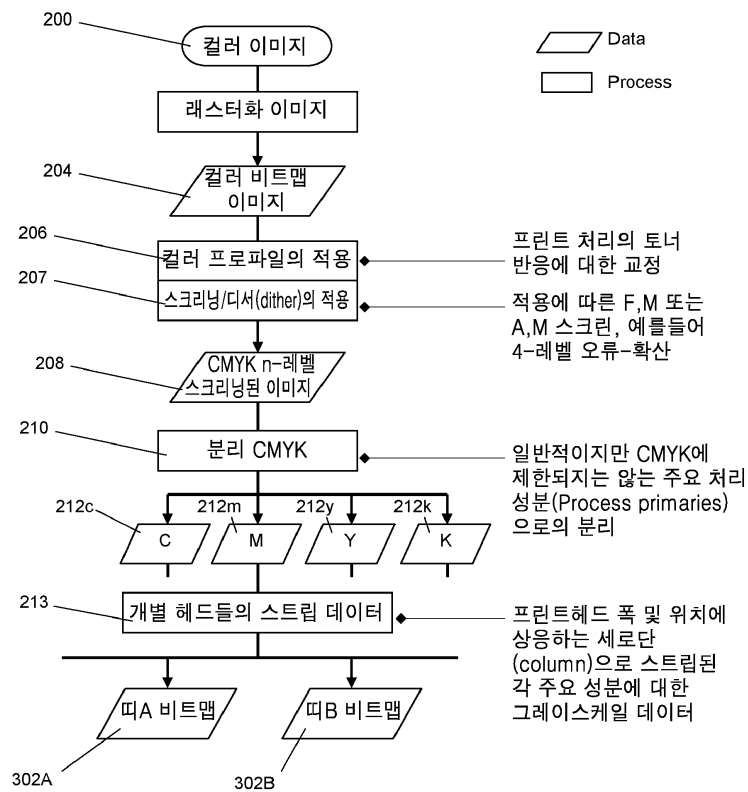 200
컬러 이미지
Data
래스터화 이미지
Process
204
컬러 비트맵
이미지
206
컬러 프로파일의 적용
프린트 처리의 토너
반응에 대한 교정
207
스크리닝/디서(dither)의 적용
적용에 따른 F,M 또는
A,M 스크린, 예를들어
4-레벨 오류-확산
208
CMYK n-레벨
스크리닝된 이미지
210
분리 CMYK
일반적이지만 CMYK에
제한되지는 않는 주요 처리
성분(Process primaries)
으로의 분리
212c
212m
212y
212k
C
M
Y
K
213
개별 헤드들의 스트립 데이터
프린트헤드 폭 및 위치에
상응하는 세로단
(column)으로 스트립된
각 주요 성분에 대한
그레이스케일 데이터
띠A 비트맵
띠B 비트맵
302A
302B